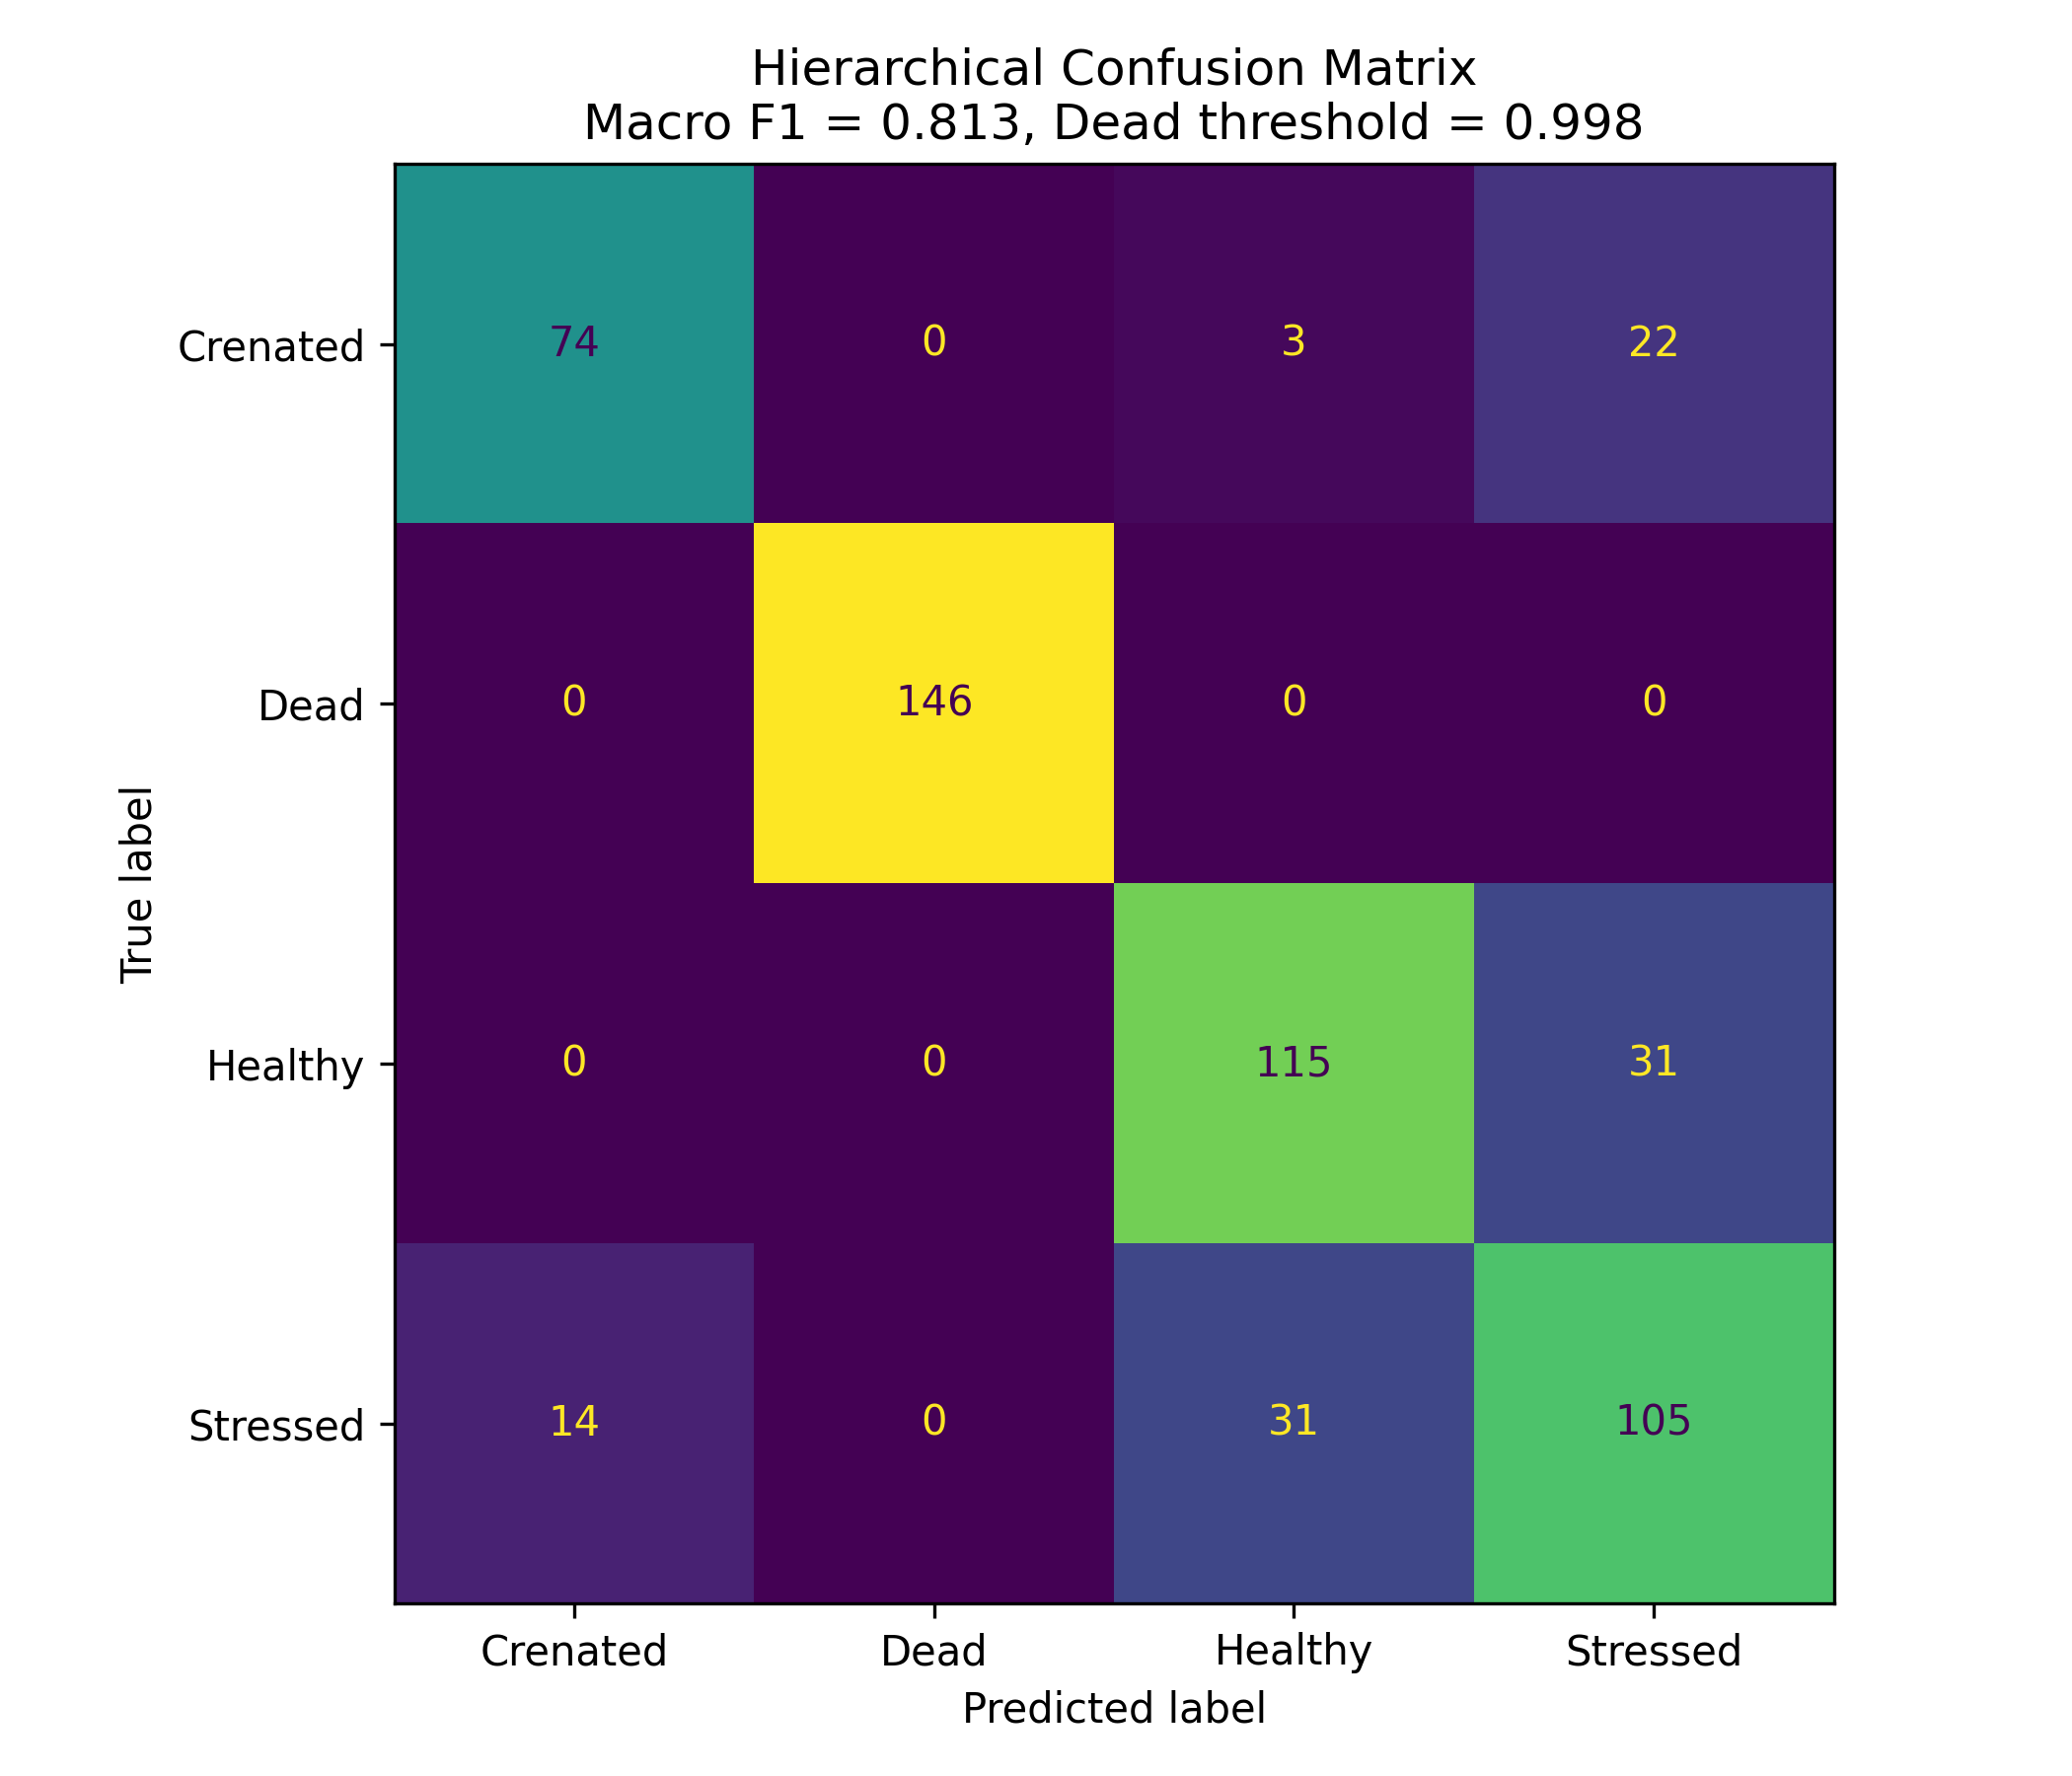 Hierarchical Confusion Matrix
Macro F1 = 0.813, Dead threshold = 0.998
Crenated 74 0 3 22
Dead 0 146 0 0
Healthy 0 0 115 31
Stressed 14 0 31 105
True label
Crenated Dead Healthy Stressed
Predicted label